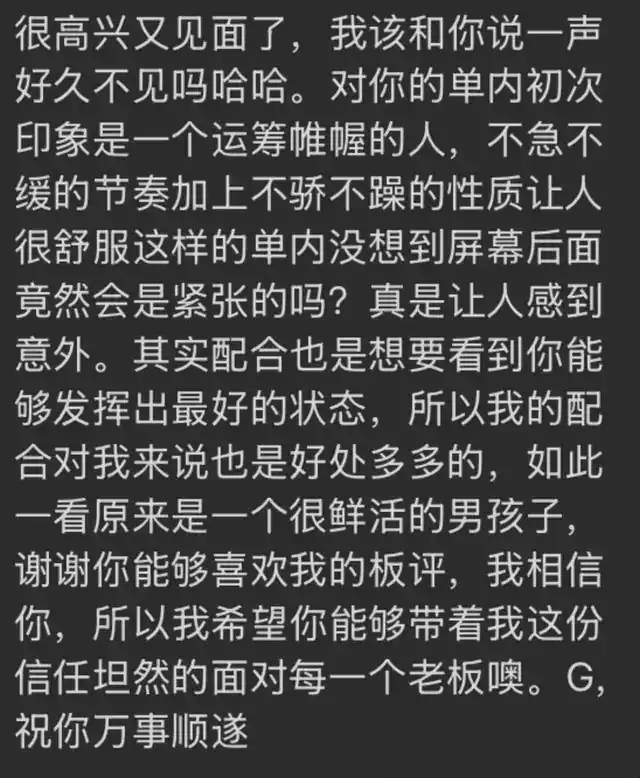 很高兴又见面了，我该和你说一声
好久不见吗哈哈。对你的单内初次
印象是一个运筹帷幄的人，不急不
缓的节奏加上不骄不躁的性质让人
很舒服这样的单内没想到屏幕后面
竟然会是紧张的吗？真是让人感到
意外。其实配合也是想要看到你能
够发挥出最好的状态，所以我的配
合对我来说也是好处多多的，如此
一看原来是一个很鲜活的男孩子，
谢谢你能够喜欢我的板评，我相信
你，所以我希望你能够带着我这份
信任坦然的面对每一个老板噢。G,
祝你万事顺遂